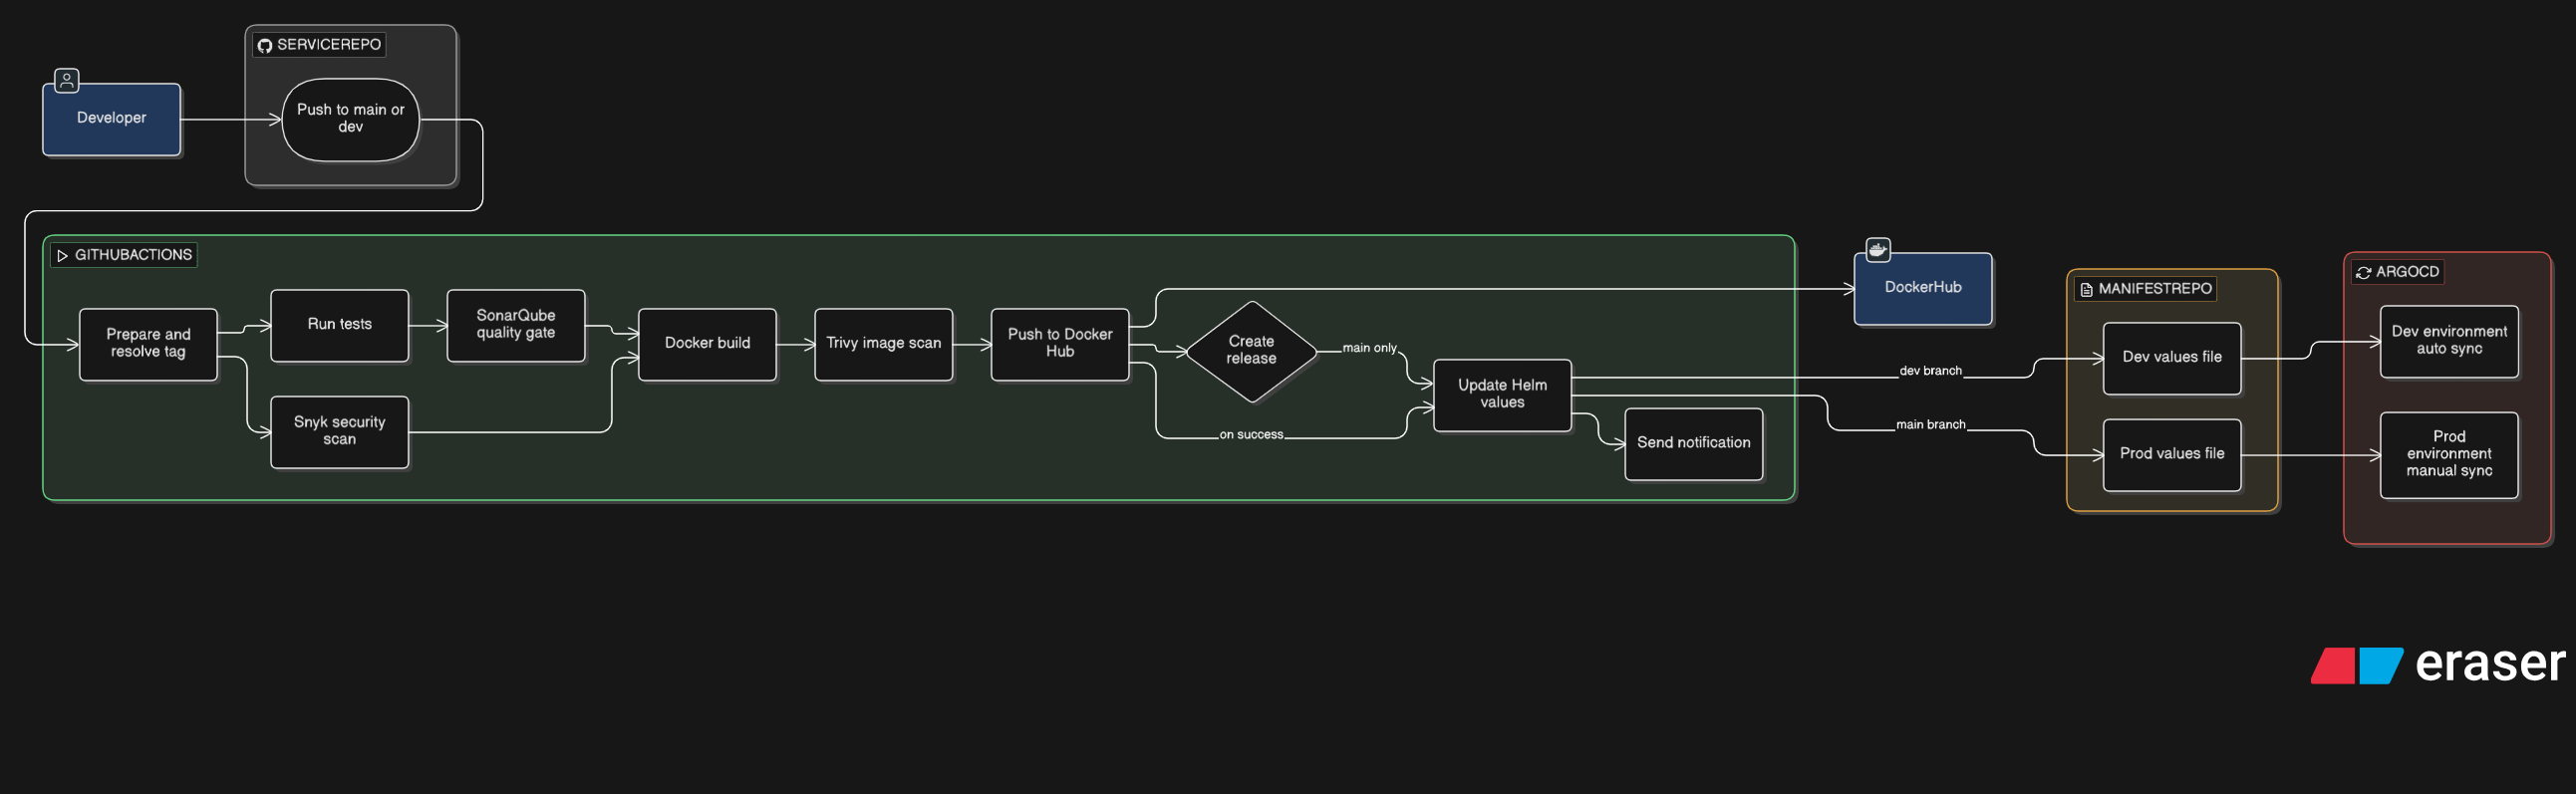 SERVICEREPO
Developer
Push to main or
dev
GITHUBACTIONS
Prepare and
resolve tag
Run tests
SonarQube
quality gate
Snyk security
scan
Docker build
Trivy image scan
Push to Docker
Hub
Create
release
main only
on success
Update Helm
values
Send notification
DockerHub
dev branch
main branch
MANIFESTREPO
Dev values file
Prod values file
ARGOCD
Dev environment
auto sync
Prod
environment
manual sync
eraser